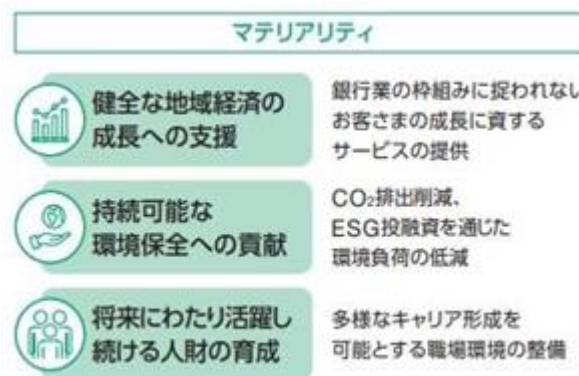 マテリアリティ
健全な地域経済の
成長への支援
銀行業の枠組みに捉われない
お客さまの成長に資する
サービスの提供
持続可能な
環境保全への貢献
CO₂排出削減、
ESG投融資を通じた
環境負荷の低減
将来にわたり活躍し
続ける人財の育成
多様なキャリア形成を
可能とする職場環境の整備